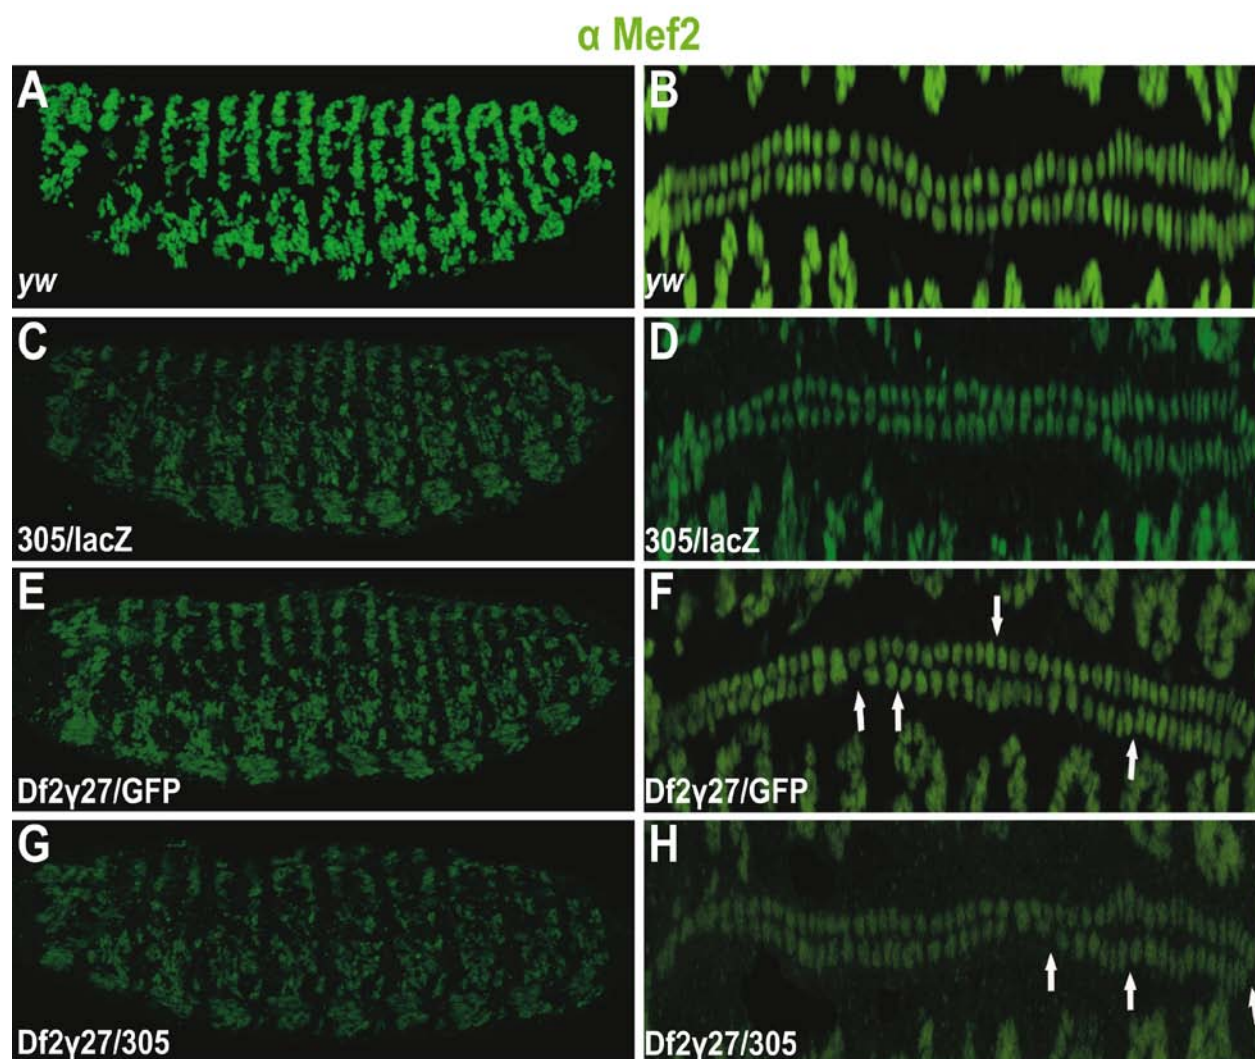 α Mef2
A
yw
B
yw
C
305/lacZ
D
305/lacZ
E
Df2γ27/GFP
F
Df2γ27/GFP
G
Df2γ27/305
H
Df2γ27/305